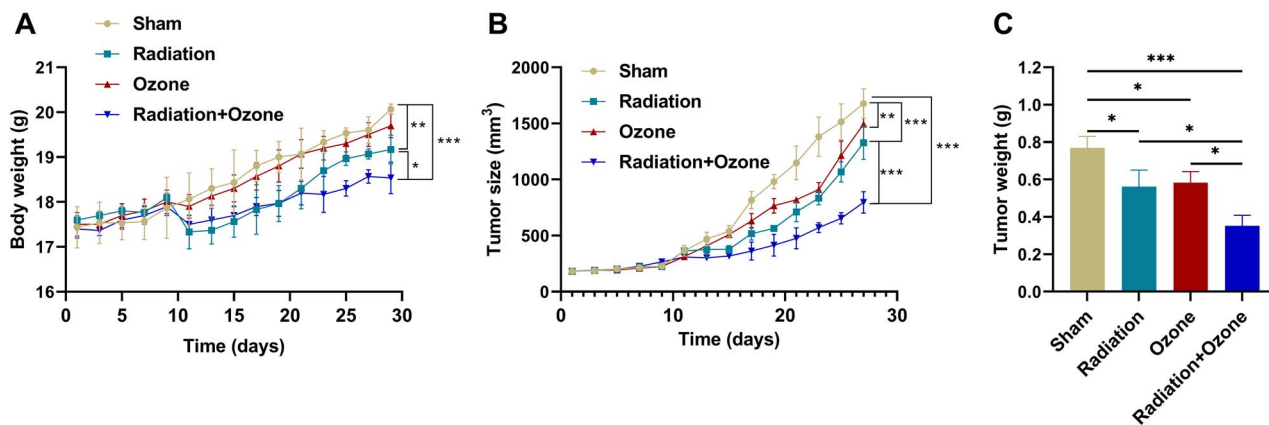 A
Sham
Radiation
Ozone
Radiation+Ozone
Body weight (g)
21
20
19
18
17
16
0 5 10 15 20 25 30
Time (days)
**
*
***
B
Sham
Radiation
Ozone
Radiation+Ozone
Tumor size (mm³)
2000
1500
1000
500
0
0 10 20 30
Time (days)
**
***
***
***
C
Tumor weight (g)
1.2
1.0
0.8
0.6
0.4
0.2
0.0
***
*
*
*
*
Sham
Radiation
Ozone
Radiation+Ozone